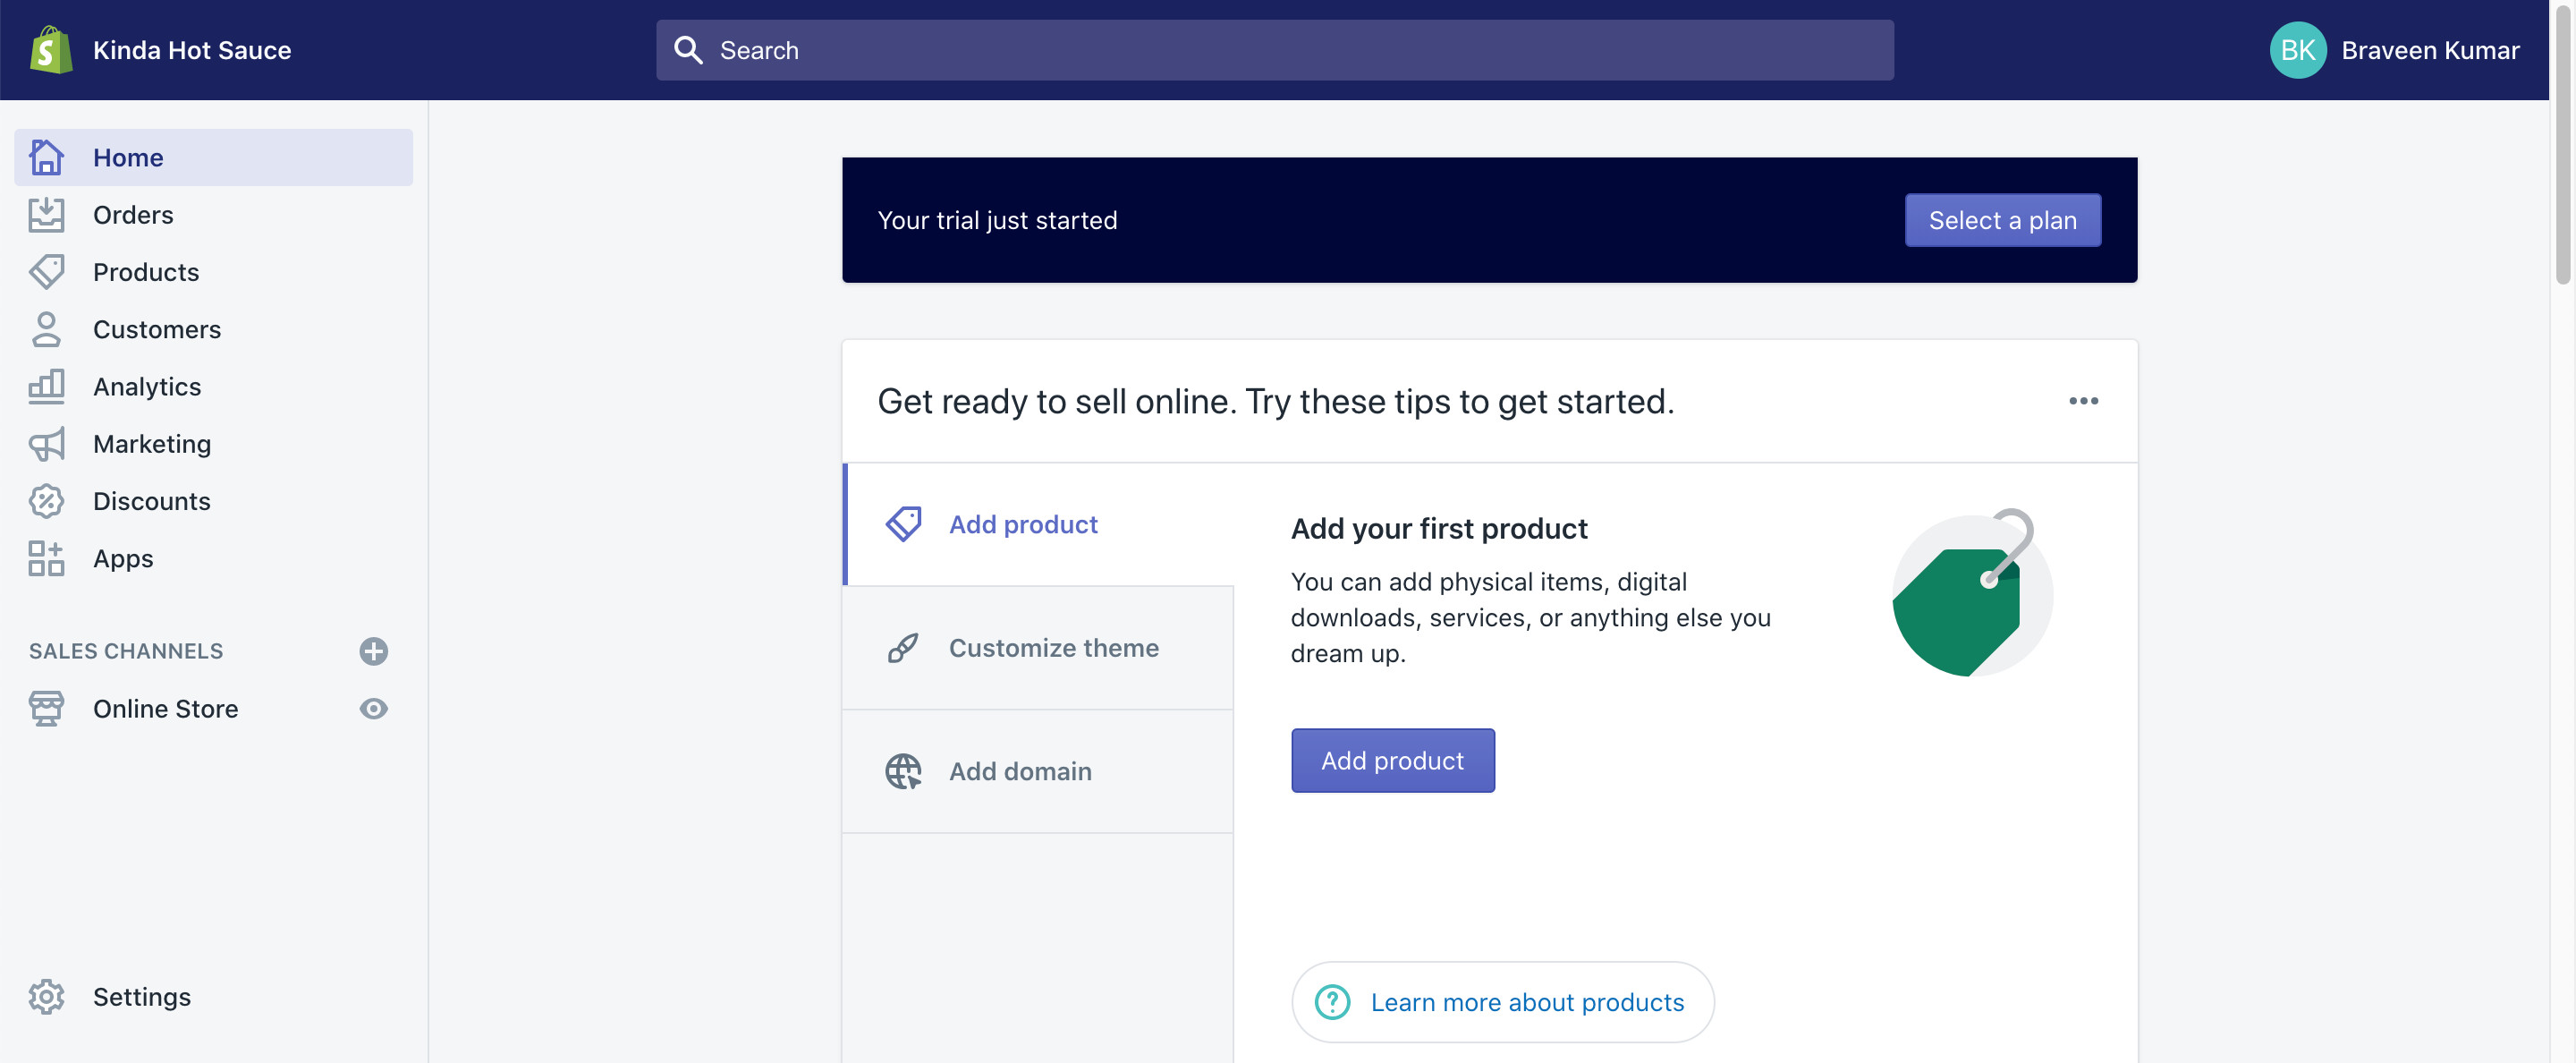 Kinda Hot Sauce
Search
BK Braveen Kumar
Home
Orders
Products
Customers
Analytics
Marketing
Discounts
Apps
SALES CHANNELS
Online Store
Settings
Your trial just started
Select a plan
Get ready to sell online. Try these tips to get started.
Add product
Customize theme
Add domain
Add your first product
You can add physical items, digital
downloads, services, or anything else you
dream up.
Add product
Learn more about products